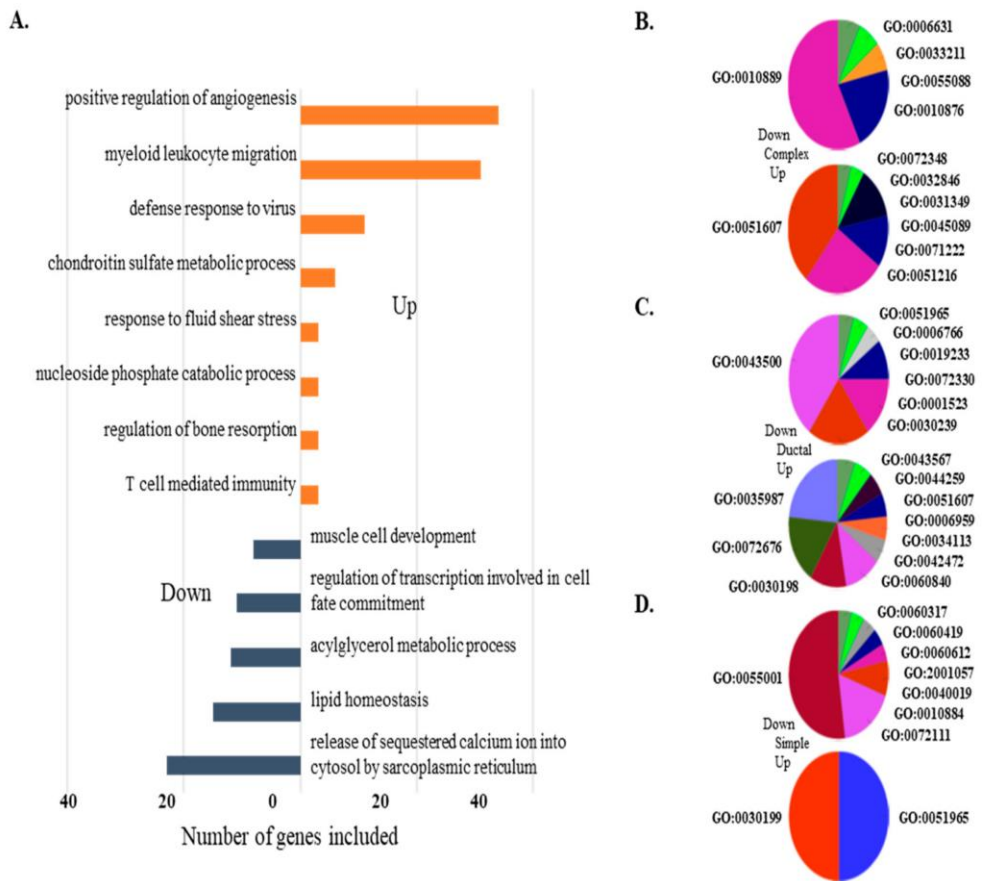 A.
positive regulation of angiogenesis
myeloid leukocyte migration
defense response to virus
chondroitin sulfate metabolic process
Up
response to fluid shear stress
nucleoside phosphate catabolic process
regulation of bone resorption
T cell mediated immunity
muscle cell development
Down
regulation of transcription involved in cell
fate commitment
acylglycerol metabolic process
lipid homeostasis
release of sequestered calcium ion into
cytosol by sarcoplasmic reticulum
40 20 0 20 40
Number of genes included
B.
GO:0006631
GO:0033211
GO:0055088
GO:0010876
GO:0010889
Down
Complex
Up
GO:0072348
GO:0032846
GO:0031349
GO:0045089
GO:0071222
GO:0051216
GO:0051607
C.
GO:0051965
GO:0006766
GO:0019233
GO:0072330
GO:0001523
GO:0030239
GO:0043500
Down
Ductal
Up
GO:0043567
GO:0044259
GO:0051607
GO:0006959
GO:0034113
GO:0042472
GO:0060840
GO:0035987
GO:0072676
GO:0030198
D.
GO:0060317
GO:0060419
GO:0060612
GO:2001057
GO:0040019
GO:0010884
GO:0072111
GO:0055001
Down
Simple
Up
GO:0030199
GO:0051965